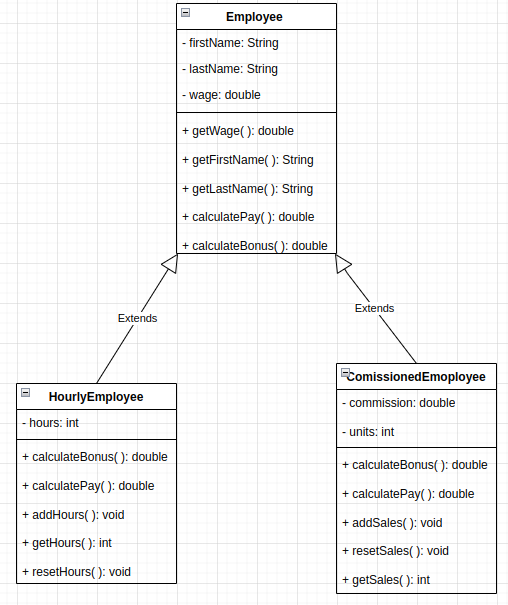 Employee
- firstName: String
- lastName: String
- wage: double
+ getWage( ): double
+ getFirstName( ): String
+ getLastName( ): String
+ calculatePay( ): double
+ calculateBonus( ): double
Extends
Extends
HourlyEmployee
- hours: int
+ calculateBonus( ): double
+ calculatePay( ): double
+ addHours( ): void
+ getHours( ): int
+ resetHours( ): void
ComissionedEmoployee
- commission: double
- units: int
+ calculateBonus( ): double
+ calculatePay( ): double
+ addSales( ): void
+ resetSales( ): void
+ getSales( ): int